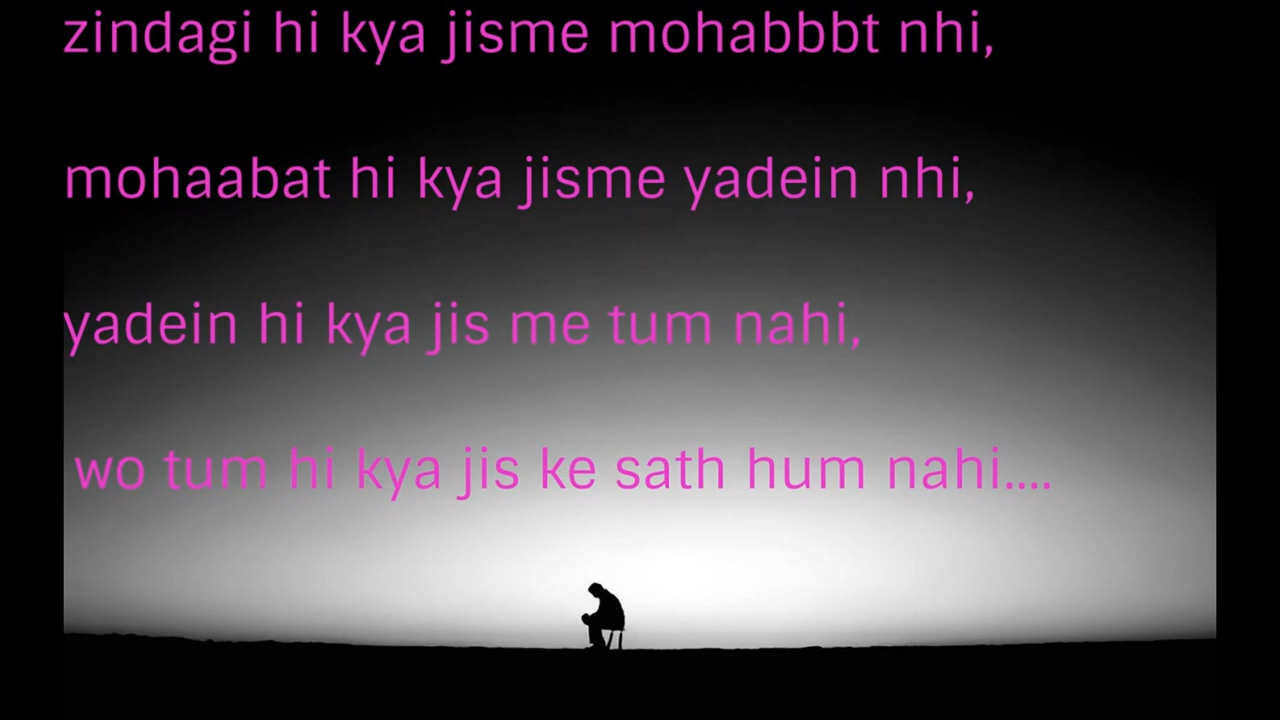 zindagi hi kya jisme mohabbbt nhi,
mohaabat hi kya jisme yadein nhi,
yadein hi kya jis me tum nahi,
wo tum hi kya jis ke sath hum nahi....